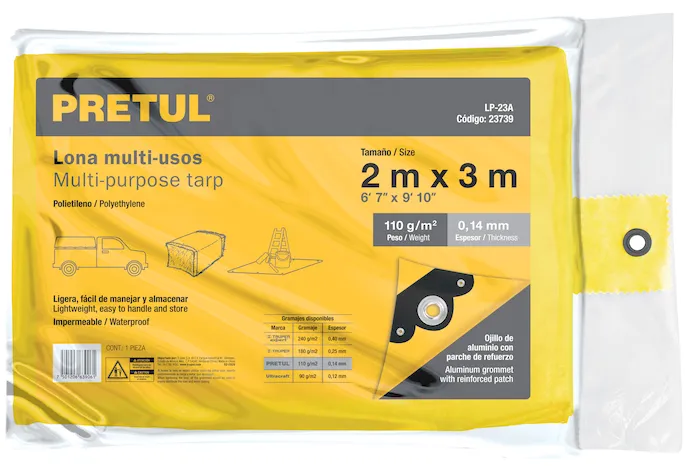 PRETUL®
LP-23A
Código: 23739
Lona multi-usos
Multi-purpose tarp
Polietileno / Polyethylene
Tamaño / Size
2 m x 3 m
6' 7" x 9' 10"
110 g/m²
Peso / Weight
0,14 mm
Espesor / Thickness
Ligera, fácil de manejar y almacenar
Lightweight, easy to handle and store
Impermeable / Waterproof
Gramajes disponibles
Marca Gramaje Espesor
TRUPER EXPERT 240 g/m2 0,40 mm
TRUPER 180 g/m2 0,25 mm
PRETUL 110 g/m2 0,14 mm
90 g/m2 0,12 mm
Ojillo de
aluminio con
parche de refuerzo
Aluminum grommet
with reinforced patch
CONT.: 1 PIEZA